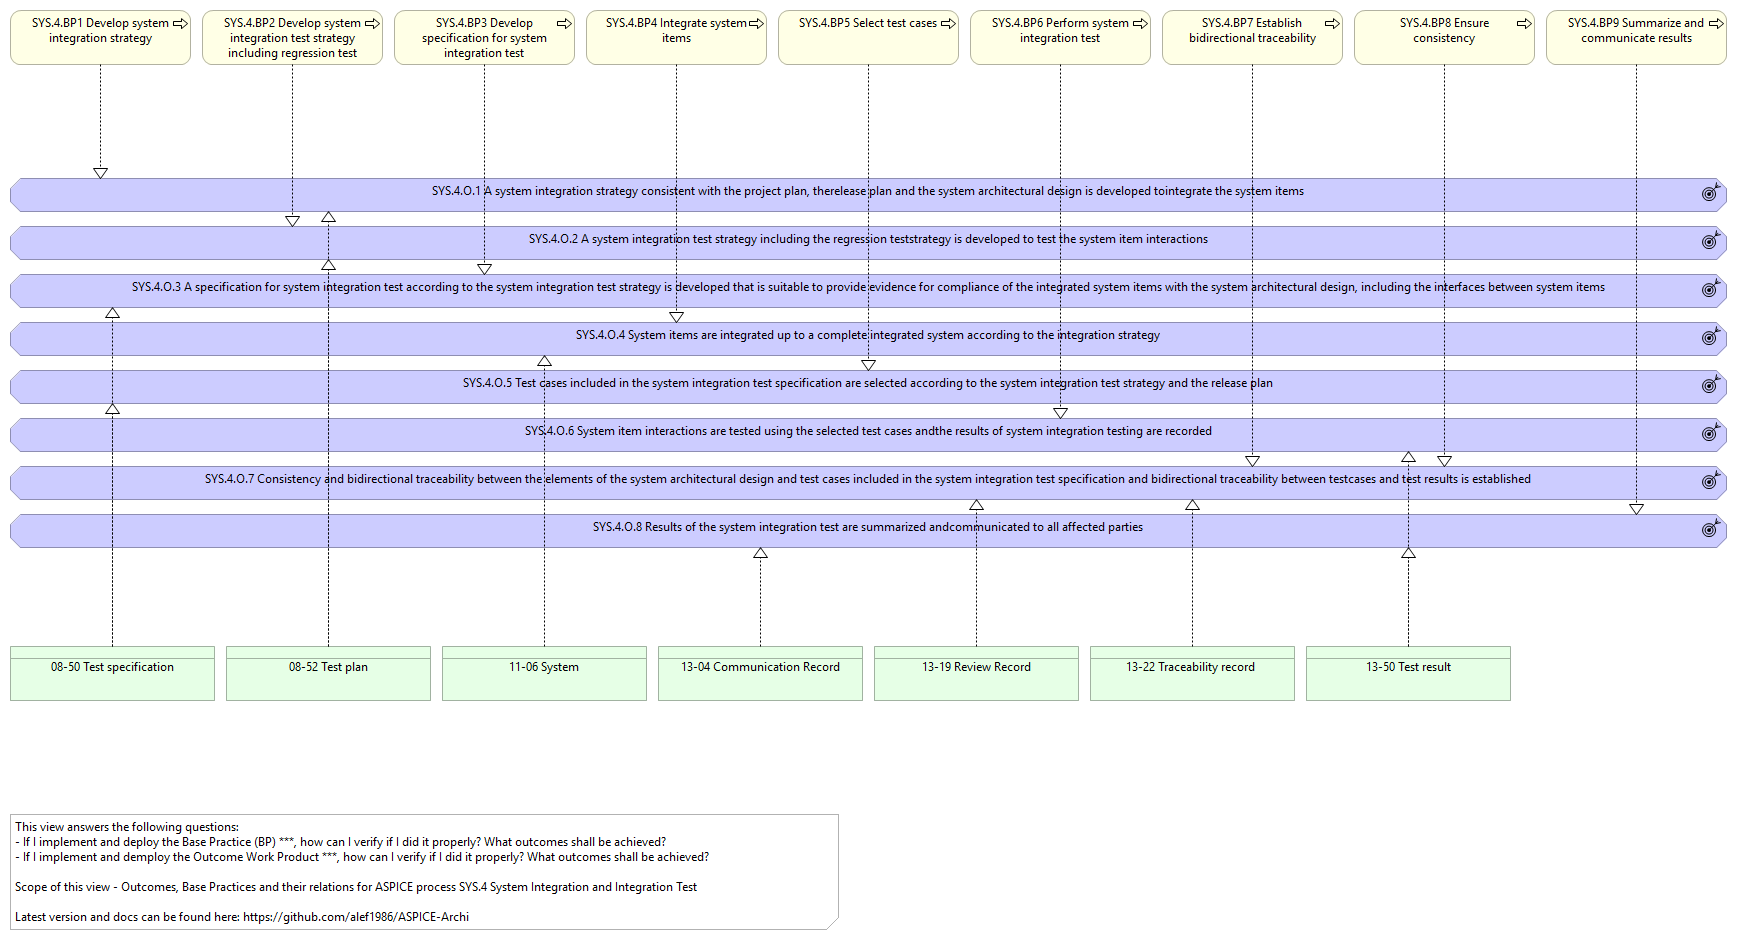 SYS.4.BP1 Develop system
integration strategy
SYS.4.BP2 Develop system
integration test strategy
including regression test
SYS.4.BP3 Develop
specification for system
integration test
SYS.4.BP4 Integrate system
items
SYS.4.BP5 Select test cases
SYS.4.BP6 Perform system
integration test
SYS.4.BP7 Establish
bidirectional traceability
SYS.4.BP8 Ensure
consistency
SYS.4.BP9 Summarize and
communicate results
SYS.4.O.1 A system integration strategy consistent with the project plan, therelease plan and the system architectural design is developed tointegrate the system items
SYS.4.O.2 A system integration test strategy including the regression teststrategy is developed to test the system item interactions
SYS.4.O.3 A specification for system integration test according to the system integration test strategy is developed that is suitable to provide evidence for compliance of the integrated system items with the system architectural design, including the interfaces between system items
SYS.4.O.4 System items are integrated up to a complete integrated system according to the integration strategy
SYS.4.O.5 Test cases included in the system integration test specification are selected according to the system integration test strategy and the release plan
SYS.4.O.6 System item interactions are tested using the selected test cases andthe results of system integration testing are recorded
SYS.4.O.7 Consistency and bidirectional traceability between the elements of the system architectural design and test cases included in the system integration test specification and bidirectional traceability between testcases and test results is established
SYS.4.O.8 Results of the system integration test are summarized andcommunicated to all affected parties
08-50 Test specification
08-52 Test plan
11-06 System
13-04 Communication Record
13-19 Review Record
13-22 Traceability record
13-50 Test result
This view answers the following questions:
- If I implement and deploy the Base Practice (BP) ***, how can I verify if I did it properly? What outcomes shall be achieved?
- If I implement and demploy the Outcome Work Product ***, how can I verify if I did it properly? What outcomes shall be achieved?
Scope of this view - Outcomes, Base Practices and their relations for ASPICE process SYS.4 System Integration and Integration Test
Latest version and docs can be found here: https://github.com/alef1986/ASPICE-Archi